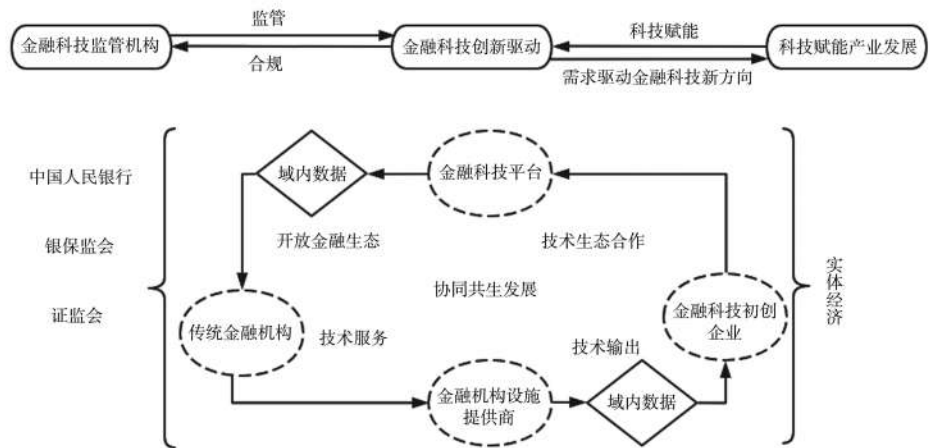 监管
金融科技监管机构
金融科技创新驱动
科技赋能
科技赋能产业发展
合规
需求驱动金融科技新方向
中国人民银行
域内数据
金融科技平台
银保监会
开放金融生态
技术生态合作
协同共生发展
实体经济
证监会
传统金融机构
技术服务
金融科技初创
企业
技术输出
金融机构设施
提供商
域内数据